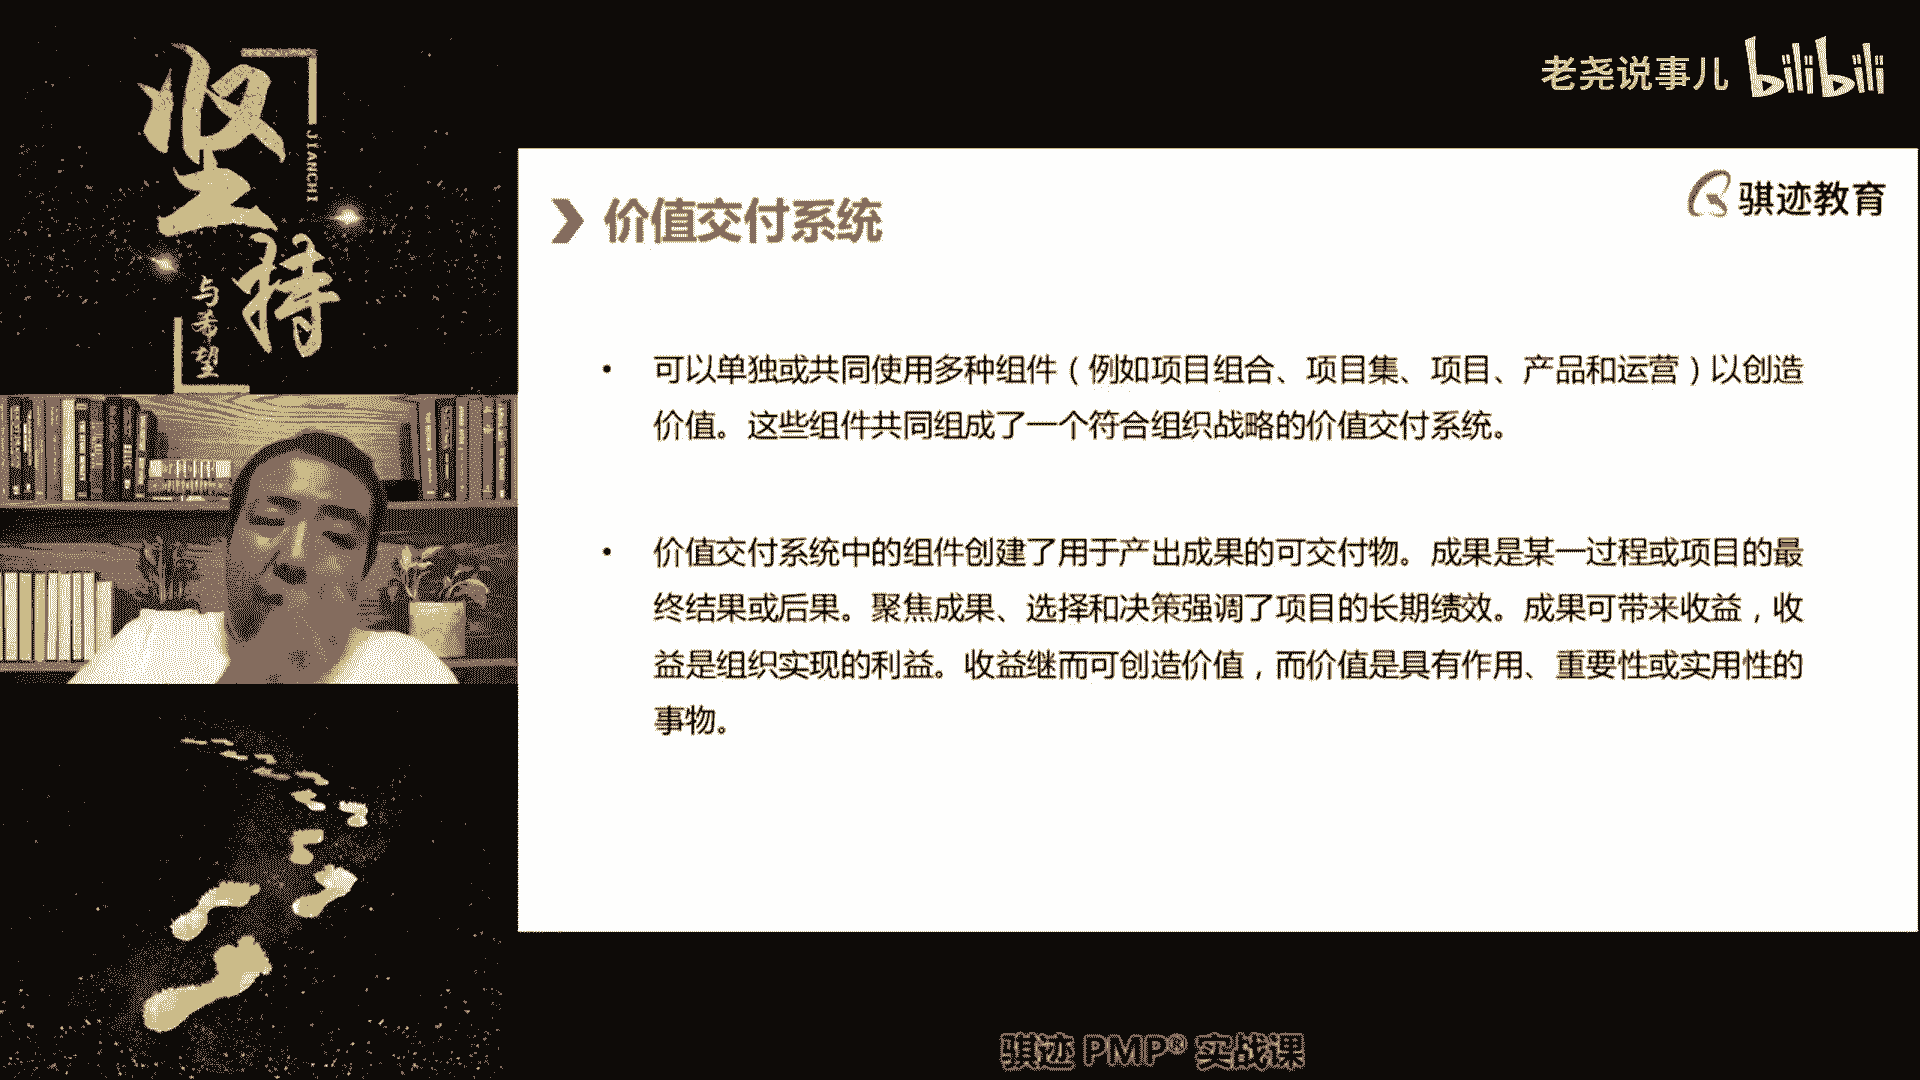 坚持
JIANCHI
与希望
老尧说事儿 bilibili
骐迹教育
价值交付系统
• 可以单独或共同使用多种组件（例如项目组合、项目集、项目、产品和运营）以创造
价值。这些组件共同组成了一个符合组织战略的价值交付系统。
• 价值交付系统中的组件创建了用于产出成果的可交付物。成果是某一过程或项目的最
终结果或后果。聚焦成果、选择和决策强调了项目的长期绩效。成果可带来收益，收
益是组织实现的利益。收益继而可创造价值，而价值是具有作用、重要性或实用性的
事物。
骐迹 PMP® 实战课